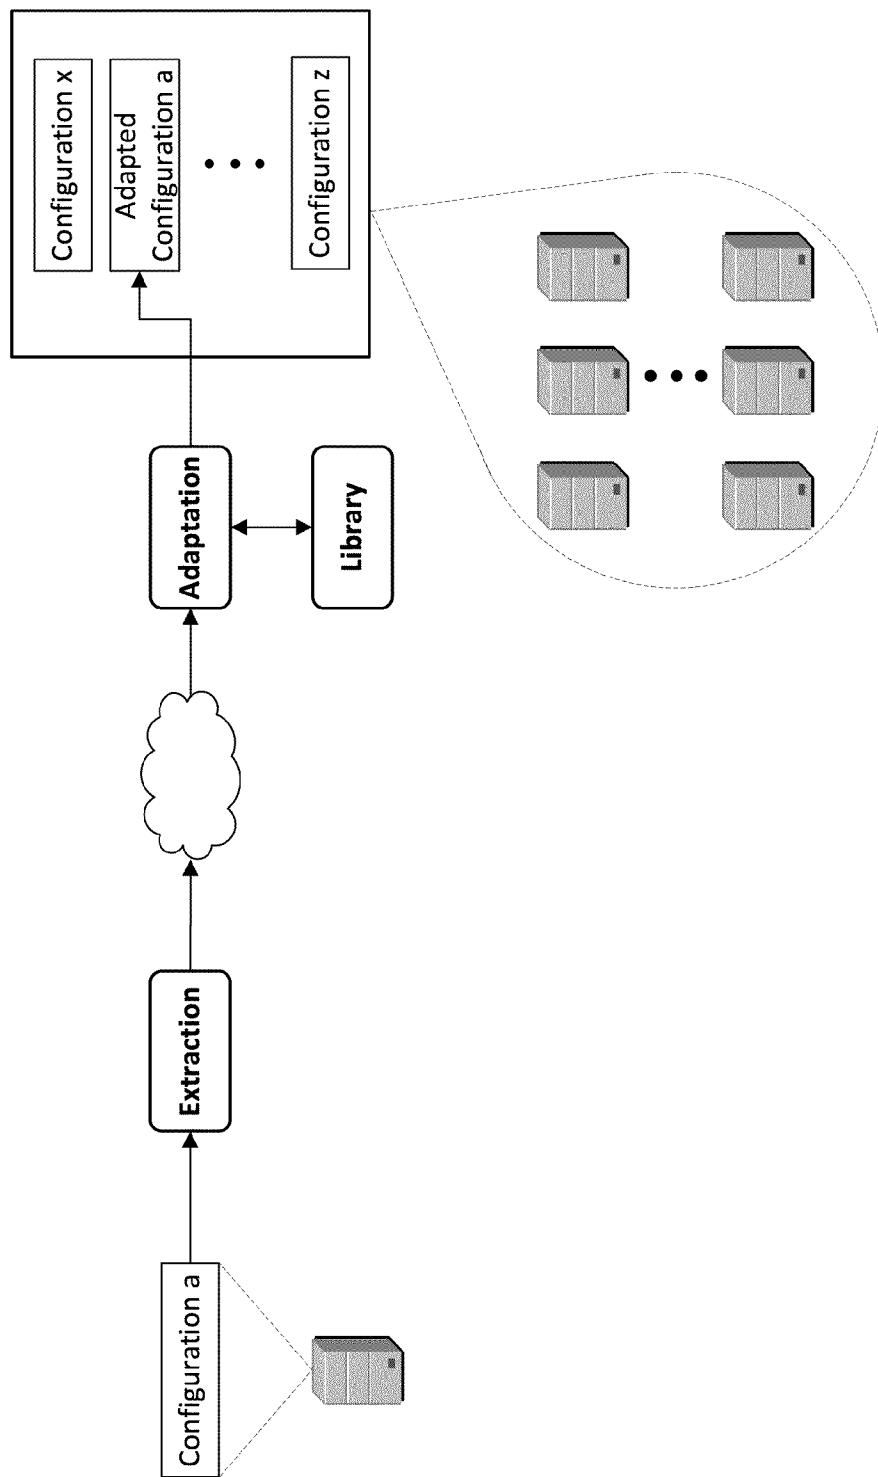 Configuration a
Extraction
Adaptation
Library
Configuration x
Adapted
Configuration a
Configuration z